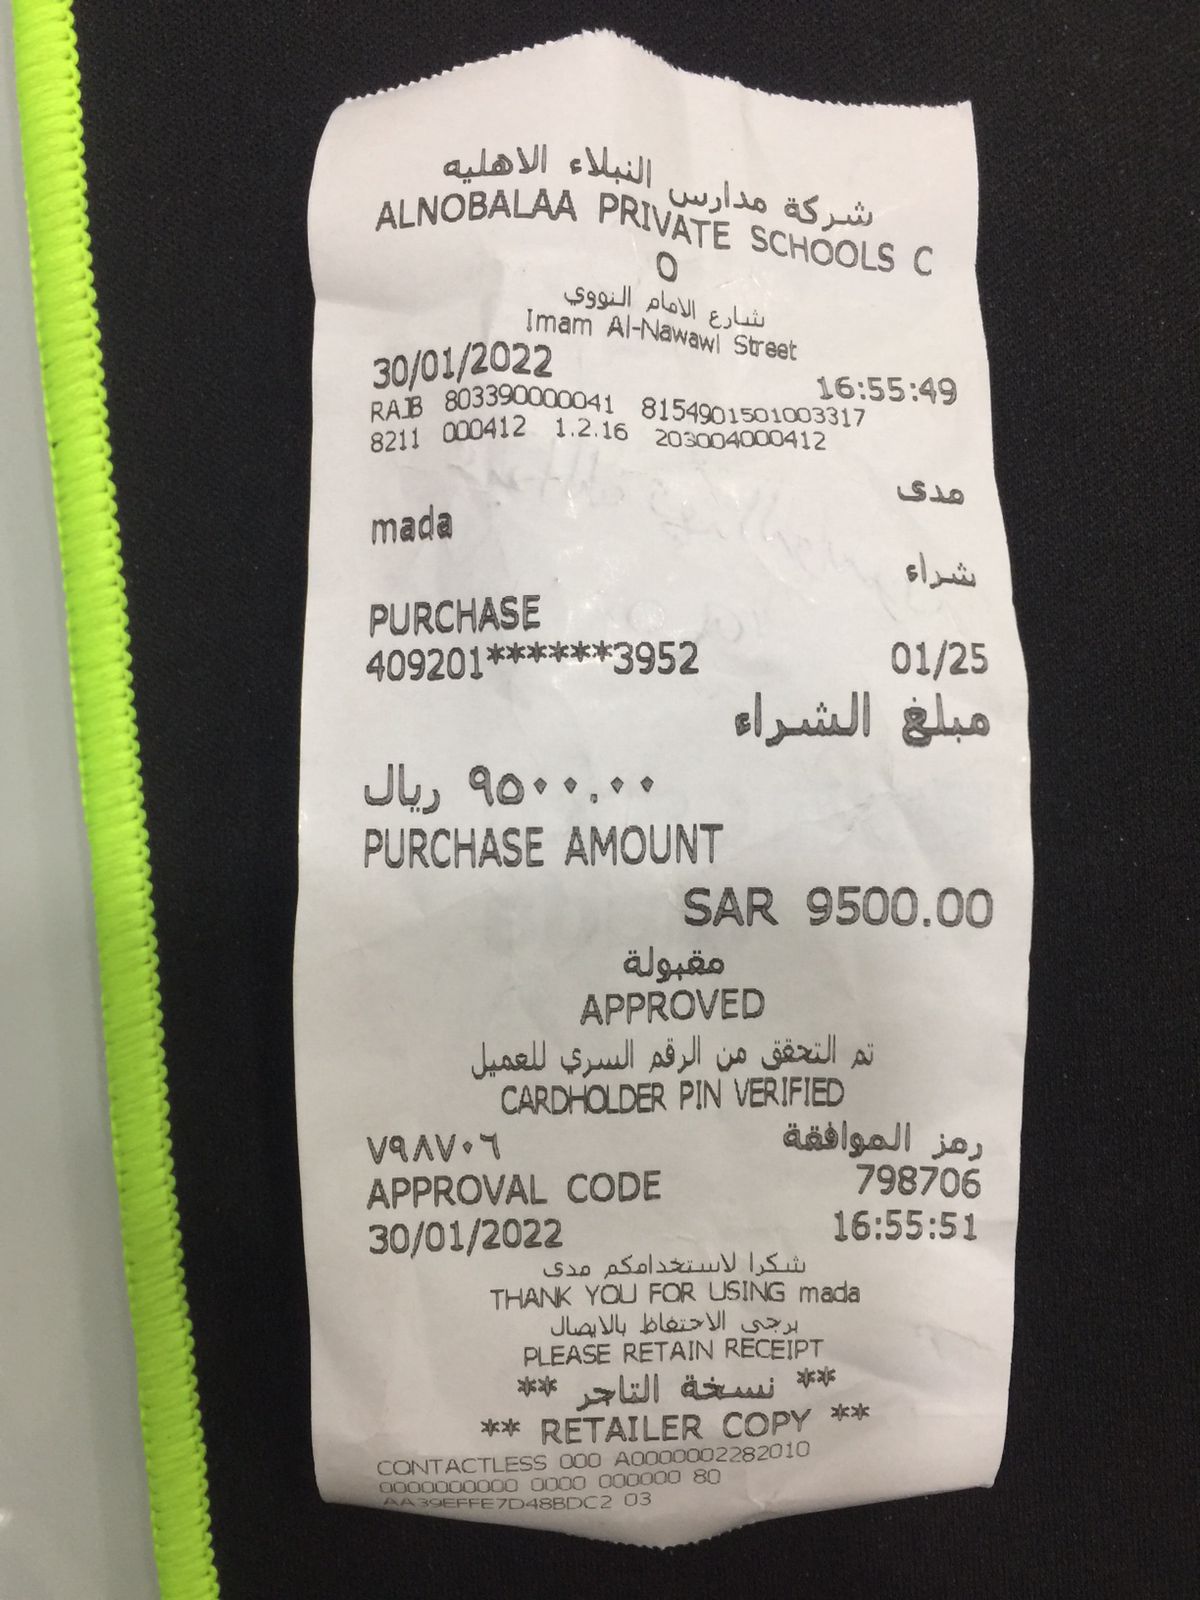 شركة مدارس النبلاء الاهليه
ALNOBALAA PRIVATE SCHOOLS C
O
شارع الامام النووي
Imam Al-Nawawi Street
30/01/2022 16:55:49
RAJB 803390000041 8154901501003317
8211 000412 1.2.16 203004000412
مدى
mada
شراء
PURCHASE
409201******3952 01/25
مبلغ الشراء
٩٥٠٠.٠٠ ريال
PURCHASE AMOUNT
SAR 9500.00
مقبولة
APPROVED
تم التحقق من الرقم السري للعميل
CARDHOLDER PIN VERIFIED
رمز الموافقة ٧٩٨٧٠٦
APPROVAL CODE 798706
30/01/2022 16:55:51
شكرا لاستخدامكم مدى
THANK YOU FOR USING mada
يرجى الاحتفاظ بالايصال
PLEASE RETAIN RECEIPT
** نسخة التاجر **
** RETAILER COPY **
CONTACTLESS 000 A0000002282010
0000000000 0000 000000 80
AA39EFFE7D48BDC2 03